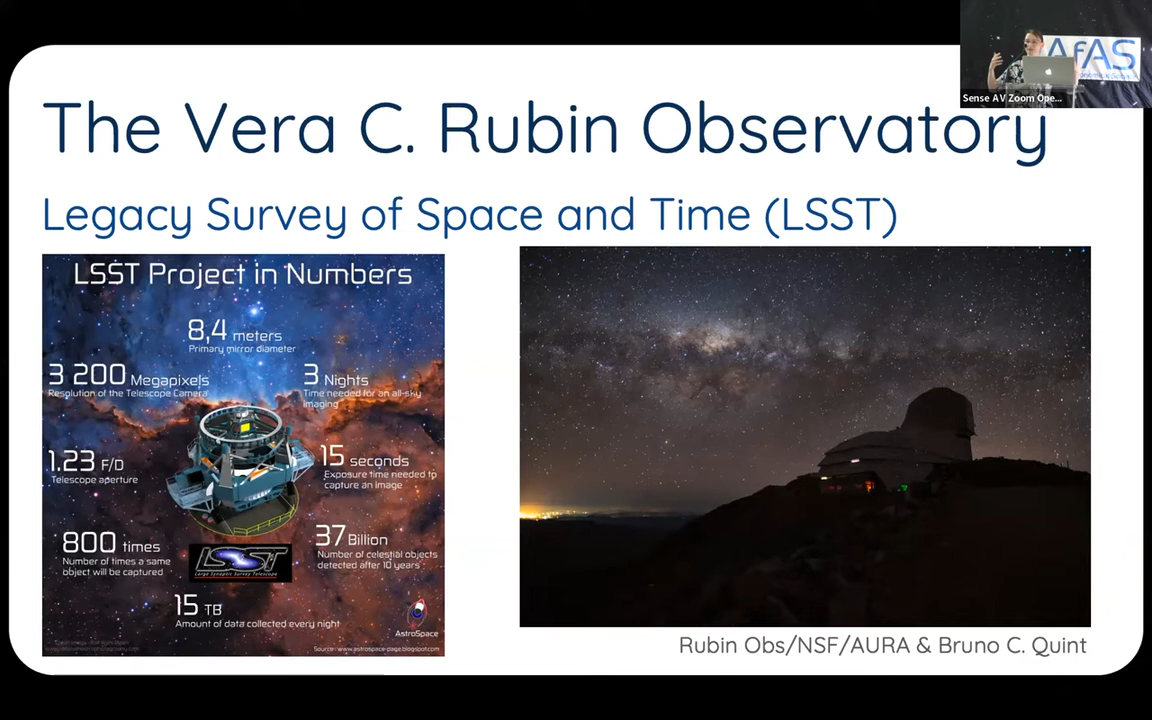 The Vera C. Rubin Observatory
Legacy Survey of Space and Time (LSST)
LSST Project in Numbers
8,4 meters
Primary mirror diameter
3 200 Megapixels
Resolution of the Telescope Camera
3 Nights
Time needed for an all-sky
imaging
1.23 F/D
Telescope aperture
15 seconds
Exposure time needed to
capture an image
800 times
Number of times a same
object will be captured
37 Billion
Number of celestial objects
detected after 10 years
LSST
Large Synoptic Survey Telescope
15 TB
Amount of data collected every night
AstroSpace
Source : www.astrospace-page.blogspot.com
Rubin Obs/NSF/AURA & Bruno C. Quint
AfAS
Sense AV Zoom Ope...